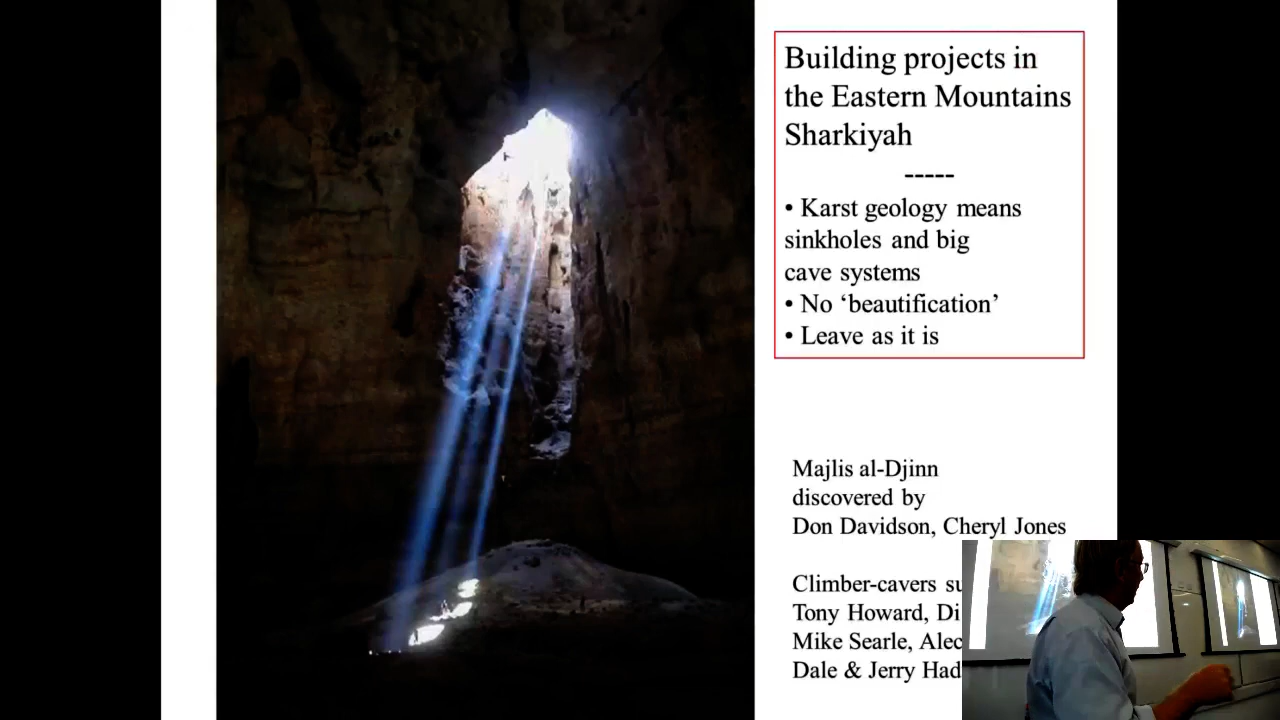 Building projects in
the Eastern Mountains
Sharkiyah
-----
• Karst geology means
sinkholes and big
cave systems
• No ‘beautification’
• Leave as it is
Majlis al-Djinn
discovered by
Don Davidson, Cheryl Jones
Climber-cavers
Tony Howard,
Mike Searle,
Dale & Jerry